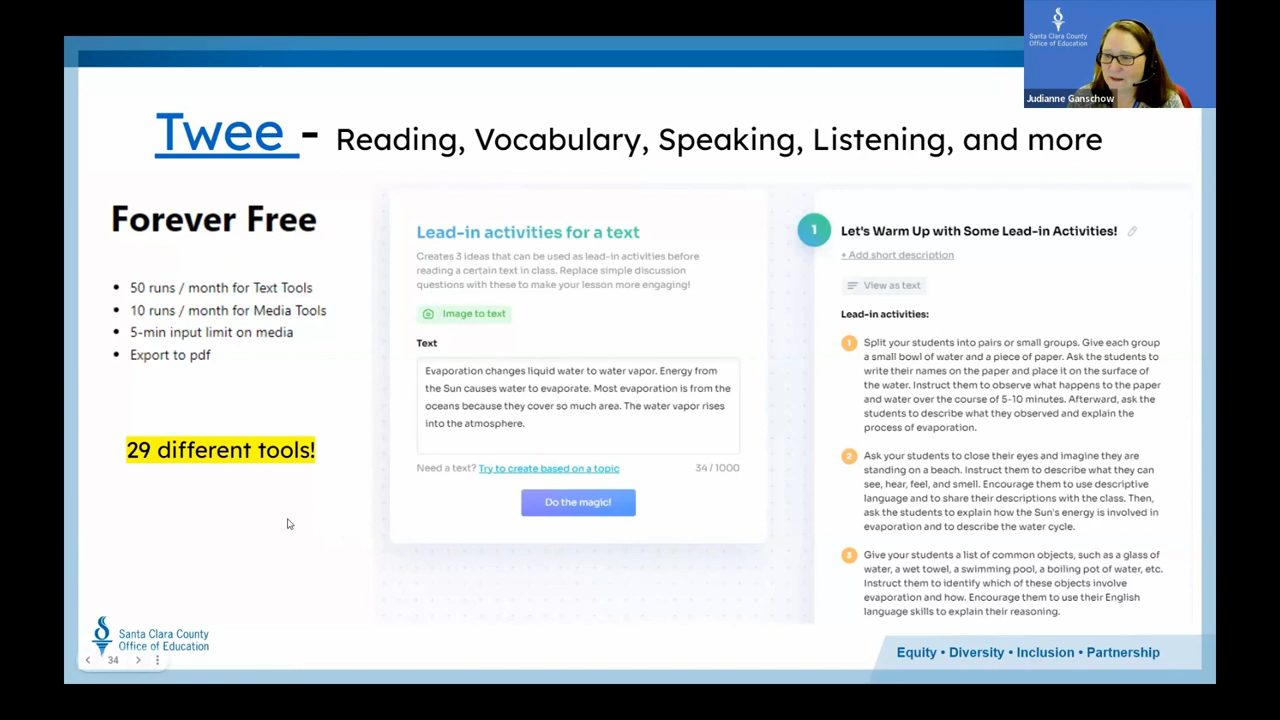 Santa Clara County
Office of Education
Judianne Ganschow
Twee - Reading, Vocabulary, Speaking, Listening, and more
Forever Free
• 50 runs / month for Text Tools
• 10 runs / month for Media Tools
• 5-min input limit on media
• Export to pdf
29 different tools!
Lead-in activities for a text
Creates 3 ideas that can be used as lead-in activities before
reading a certain text in class. Replace simple discussion
questions with these to make your lesson more engaging!
Image to text
Text
Evaporation changes liquid water to water vapor. Energy from
the Sun causes water to evaporate. Most evaporation is from the
oceans because they cover so much area. The water vapor rises
into the atmosphere.
Need a text? Try to create based on a topic 34 / 1000
Do the magic!
1 Let's Warm Up with Some Lead-in Activities!
+ Add short description
View as text
Lead-in activities:
1 Split your students into pairs or small groups. Give each group
a small bowl of water and a piece of paper. Ask the students to
write their names on the paper and place it on the surface of
the water. Instruct them to observe what happens to the paper
and water over the course of 5-10 minutes. Afterward, ask the
students to describe what they observed and explain the
process of evaporation.
2 Ask your students to close their eyes and imagine they are
standing on a beach. Instruct them to describe what they can
see, hear, feel, and smell. Encourage them to use descriptive
language and to share their descriptions with the class. Then,
ask the students to explain how the Sun's energy is involved in
evaporation and to describe the water cycle.
3 Give your students a list of common objects, such as a glass of
water, a wet towel, a swimming pool, a boiling pot of water, etc.
Instruct them to identify which of these objects involve
evaporation and how. Encourage them to use their English
language skills to explain their reasoning.
Santa Clara County
Office of Education
34
Equity • Diversity • Inclusion • Partnership